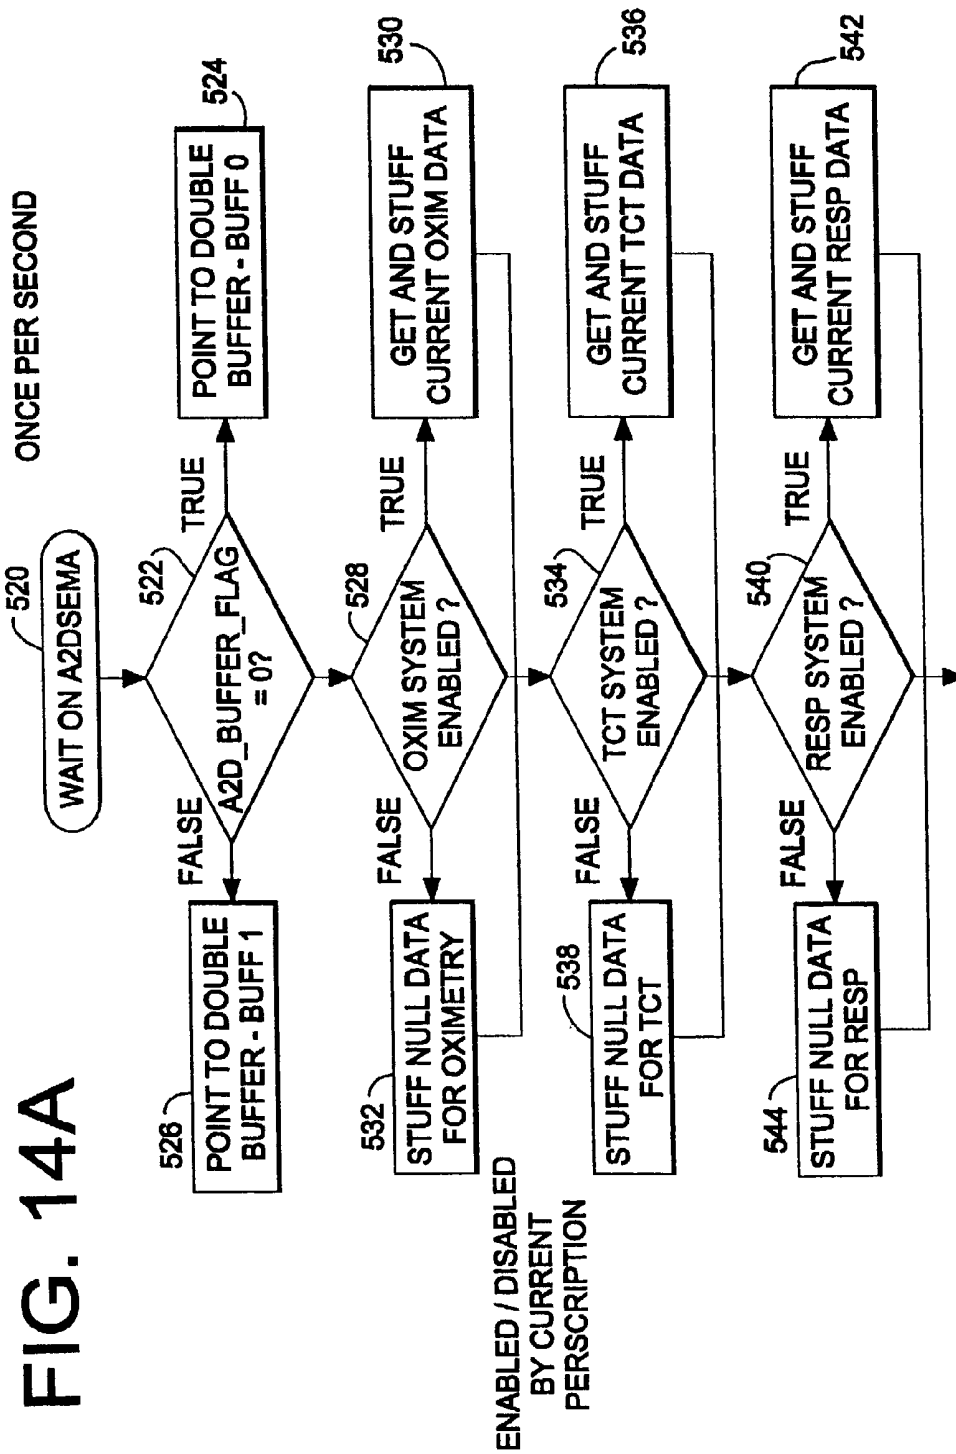 FIG. 14A
ONCE PER SECOND
520
WAIT ON A2DSEMA
522
A2D_BUFFER_FLAG
= 0?
TRUE
524
POINT TO DOUBLE
BUFFER - BUFF 0
FALSE
526
POINT TO DOUBLE
BUFFER - BUFF 1
528
OXIM SYSTEM
ENABLED ?
TRUE
530
GET AND STUFF
CURRENT OXIM DATA
FALSE
532
STUFF NULL DATA
FOR OXIMETRY
ENABLED / DISABLED
BY CURRENT
PERSCRIPTION
534
TCT SYSTEM
ENABLED ?
TRUE
536
GET AND STUFF
CURRENT TCT DATA
FALSE
538
STUFF NULL DATA
FOR TCT
540
RESP SYSTEM
ENABLED ?
TRUE
542
GET AND STUFF
CURRENT RESP DATA
FALSE
544
STUFF NULL DATA
FOR RESP